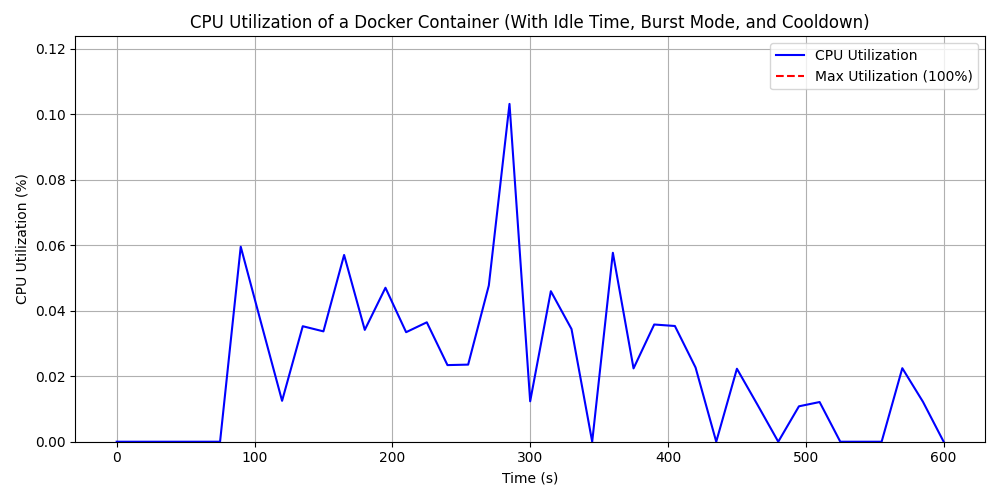 CPU Utilization of a Docker Container (With Idle Time, Burst Mode, and Cooldown)
CPU Utilization
Max Utilization (100%)
CPU Utilization (%)
0.12
0.10
0.08
0.06
0.04
0.02
0.00
0 100 200 300 400 500 600
Time (s)